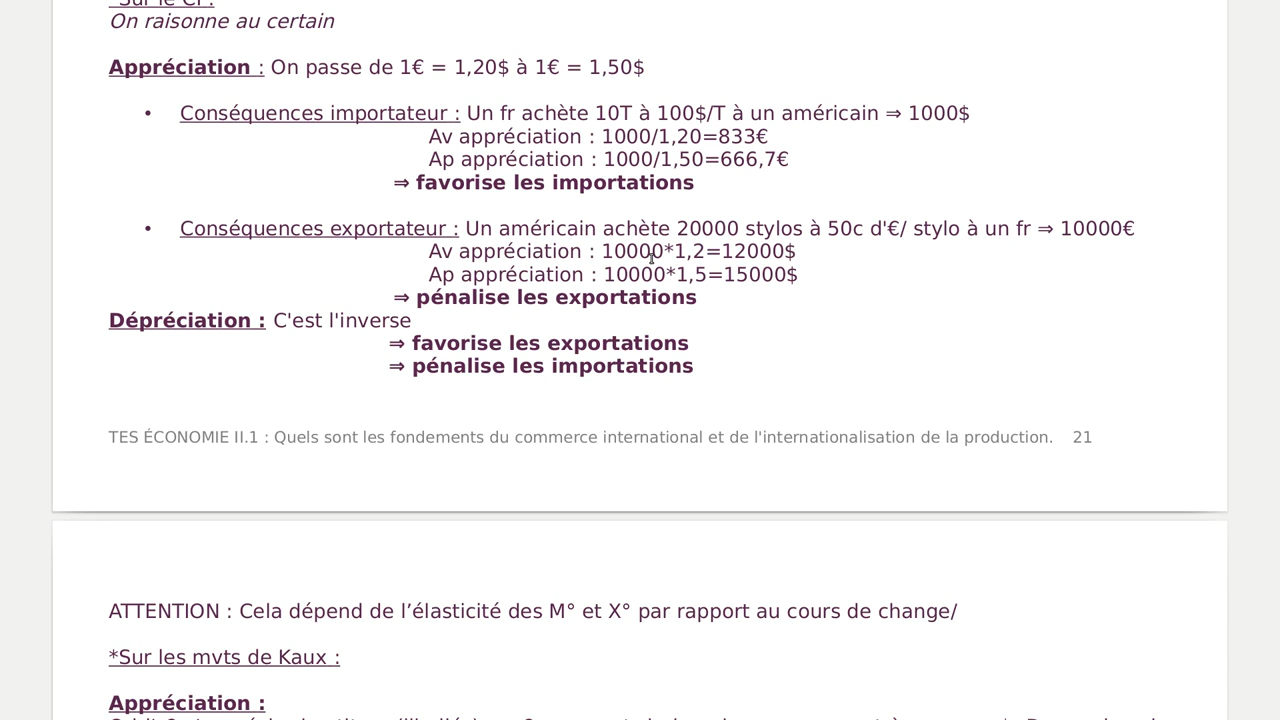 *Sur le CI :
On raisonne au certain
Appréciation : On passe de 1€ = 1,20$ à 1€ = 1,50$
• Conséquences importateur : Un fr achète 10T à 100$/T à un américain ⇒ 1000$
Av appréciation : 1000/1,20=833€
Ap appréciation : 1000/1,50=666,7€
⇒ favorise les importations
• Conséquences exportateur : Un américain achète 20000 stylos à 50c d'€/ stylo à un fr ⇒ 10000€
Av appréciation : 10000*1,2=12000$
Ap appréciation : 10000*1,5=15000$
⇒ pénalise les exportations
Dépréciation : C'est l'inverse
⇒ favorise les exportations
⇒ pénalise les importations
TES ÉCONOMIE II.1 : Quels sont les fondements du commerce international et de l'internationalisation de la production. 21
ATTENTION : Cela dépend de l’élasticité des M° et X° par rapport au cours de change/
*Sur les mvts de Kaux :
Appréciation :